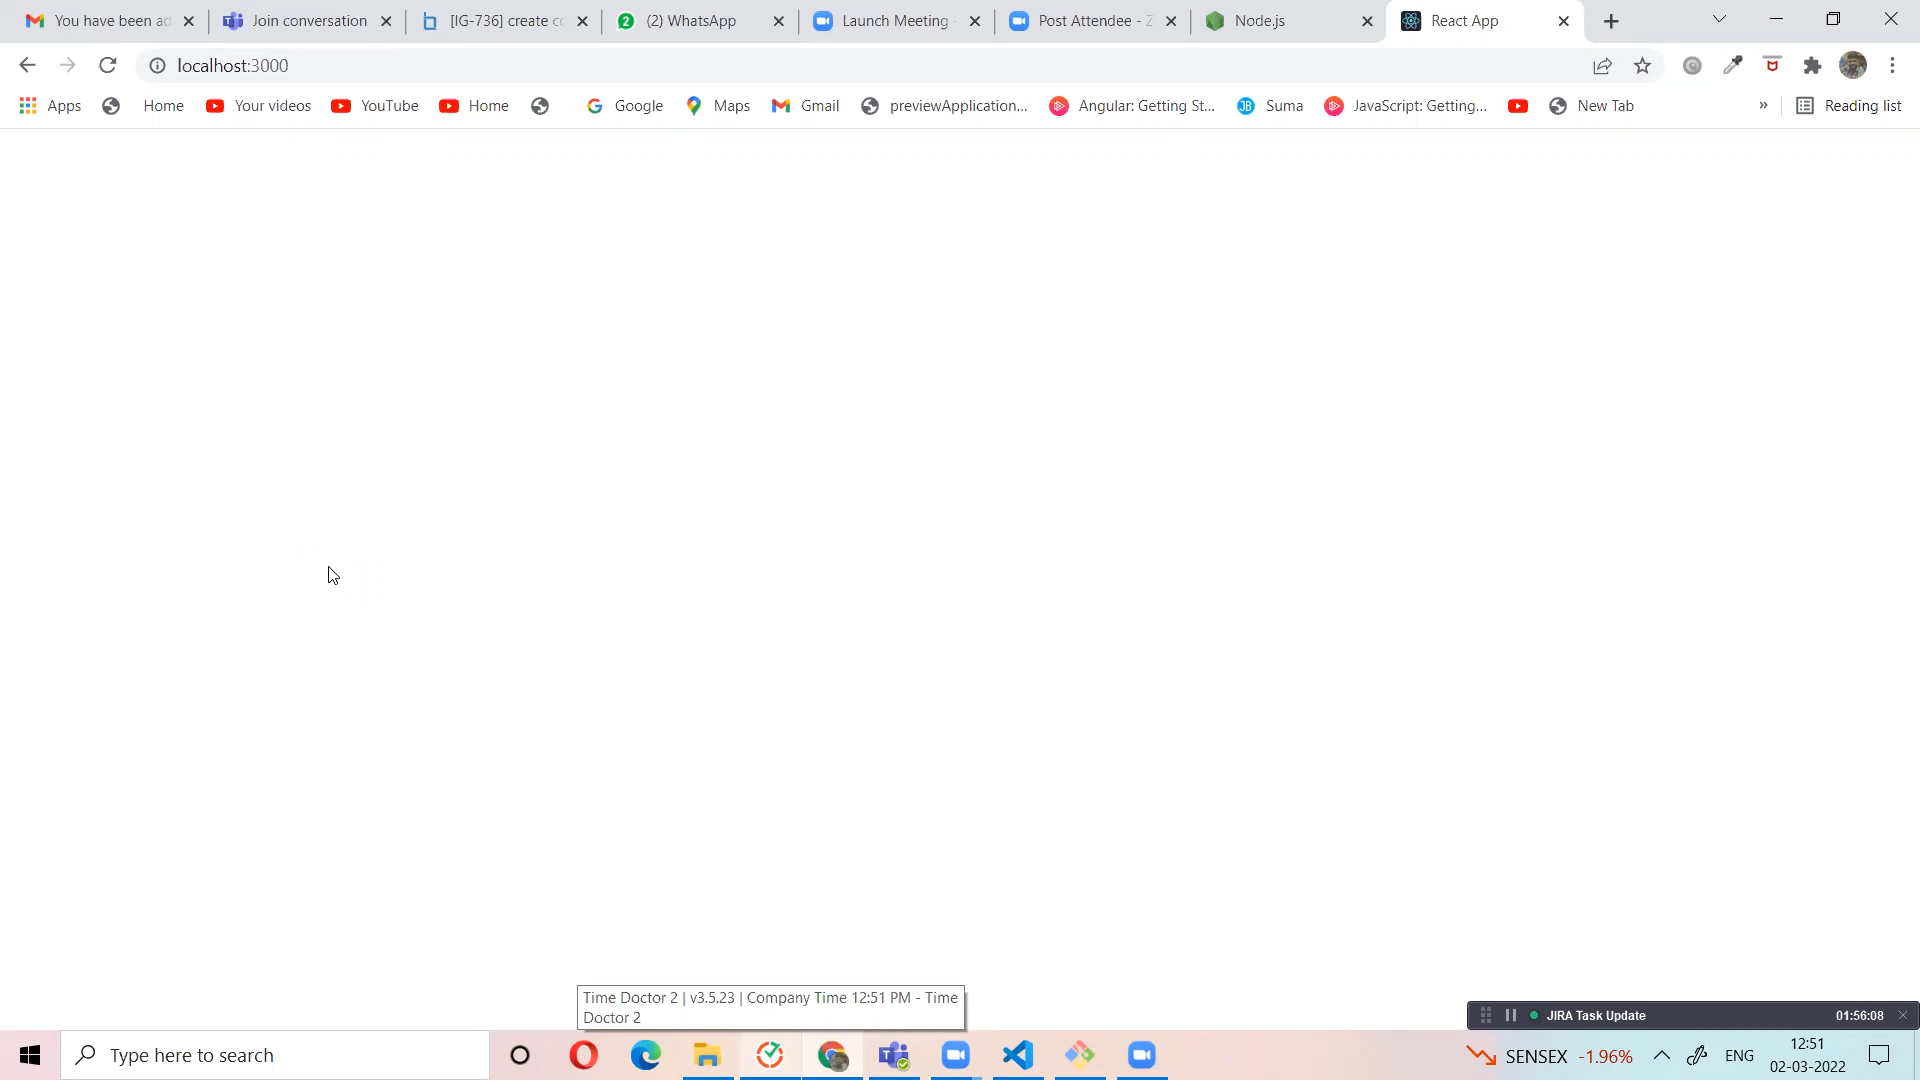 You have been ad
Join conversation
[IG-736] create co
(2) WhatsApp
Launch Meeting -
Post Attendee - Z
Node.js
React App
localhost:3000
Apps
Home
Your videos
YouTube
Home
Google
Maps
Gmail
previewApplication...
Angular: Getting St...
Suma
JavaScript: Getting...
New Tab
»
Reading list
Time Doctor 2 | v3.5.23 | Company Time 12:51 PM - Time
Doctor 2
JIRA Task Update
01:56:08
Type here to search
SENSEX -1.96%
ENG
12:51
02-03-2022